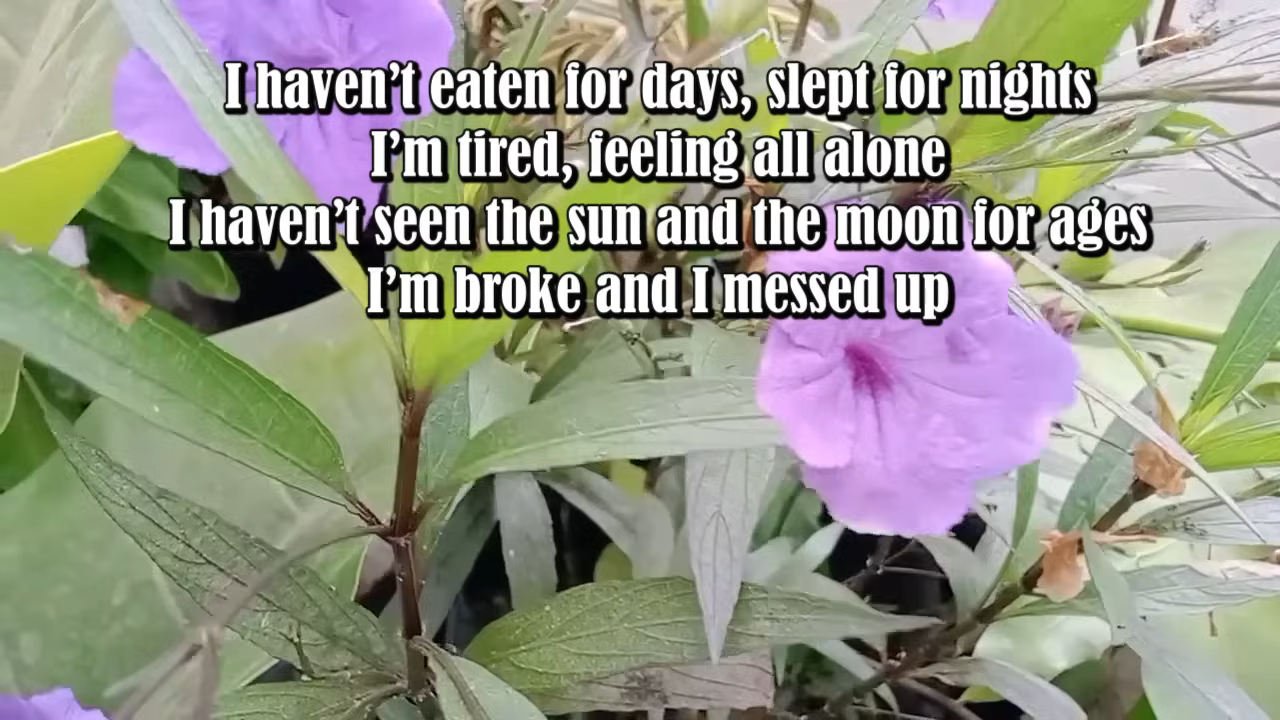 I haven’t eaten for days, slept for nights
I’m tired, feeling all alone
I haven’t seen the sun and the moon for ages
I’m broke and I messed up